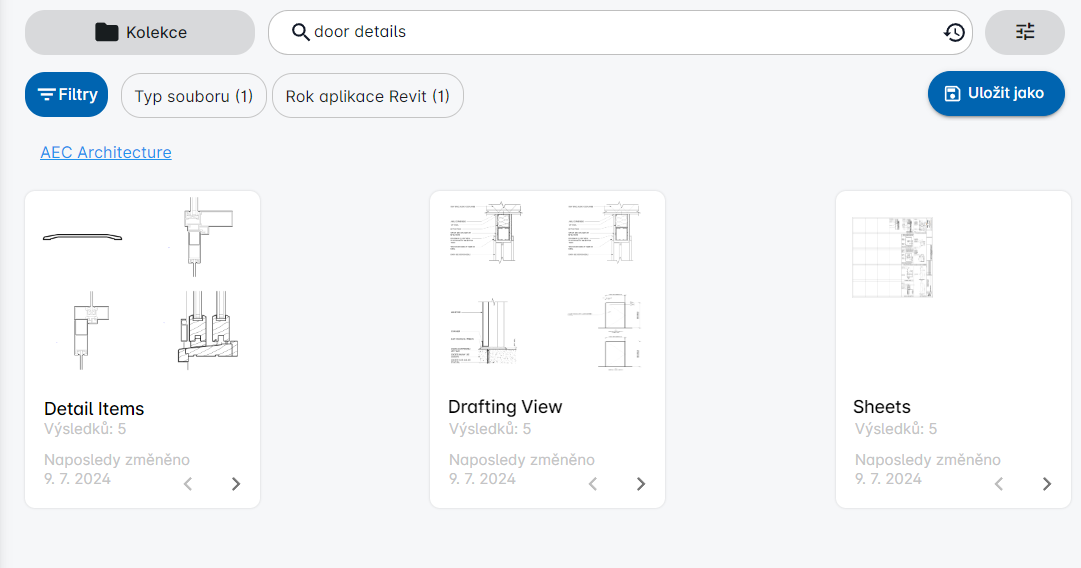 Kolekce
door details
Filtry
Typ souboru (1)
Rok aplikace Revit (1)
Uložit jako
AEC Architecture
Detail Items
Výsledků: 5
Naposledy změněno
9. 7. 2024
Drafting View
Výsledků: 5
Naposledy změněno
9. 7. 2024
Sheets
Výsledků: 5
Naposledy změněno
9. 7. 2024